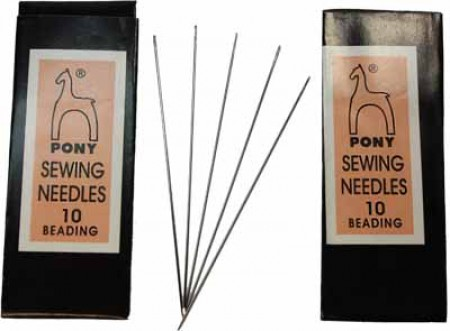 ®
PONY
SEWING
NEEDLES
10
BEADING
®
PONY
SEWING
NEEDLES
10
BEADING